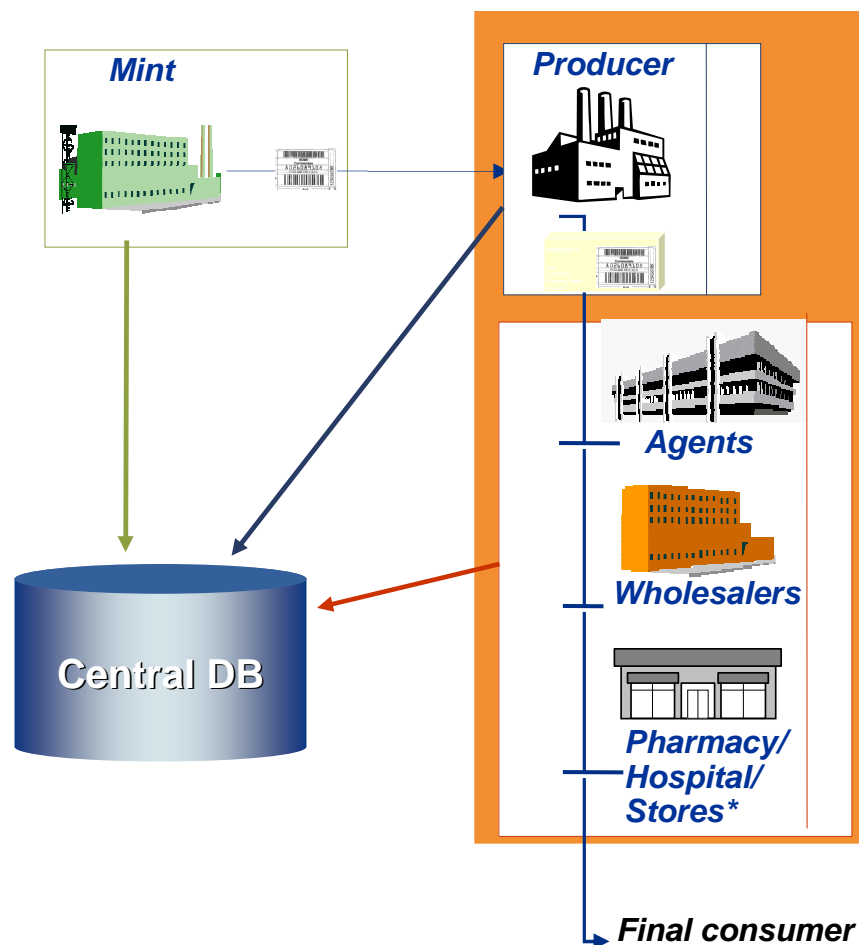 Mint
Producer
Agents
Wholesalers
Central DB
Pharmacy/
Hospital/
Stores*
Final consumer